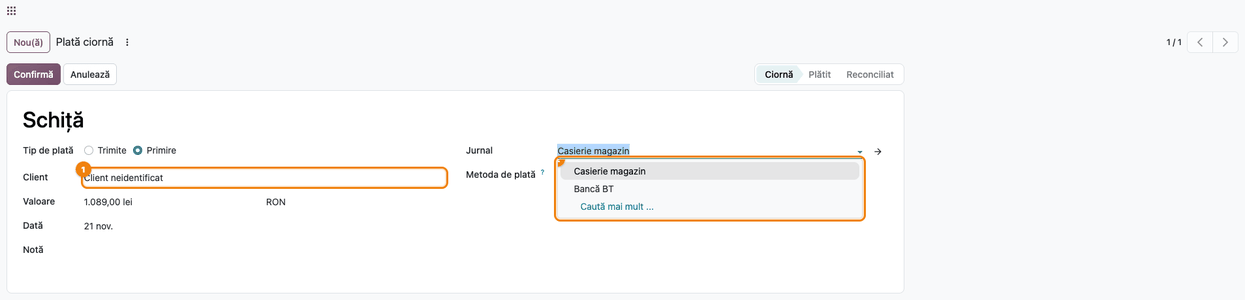 Nou(ă) Plată ciornă 1 / 1
Confirmă Anulează Ciornă Plătit Reconciliat
Schiță
Tip de plată Trimite Primire Jurnal Casierie magazin
1
Client Client neidentificat Metoda de plată ? Casierie magazin
Valoare 1.089,00 lei RON Bancă BT
Caută mai mult ...
Dată 21 nov.
Notă